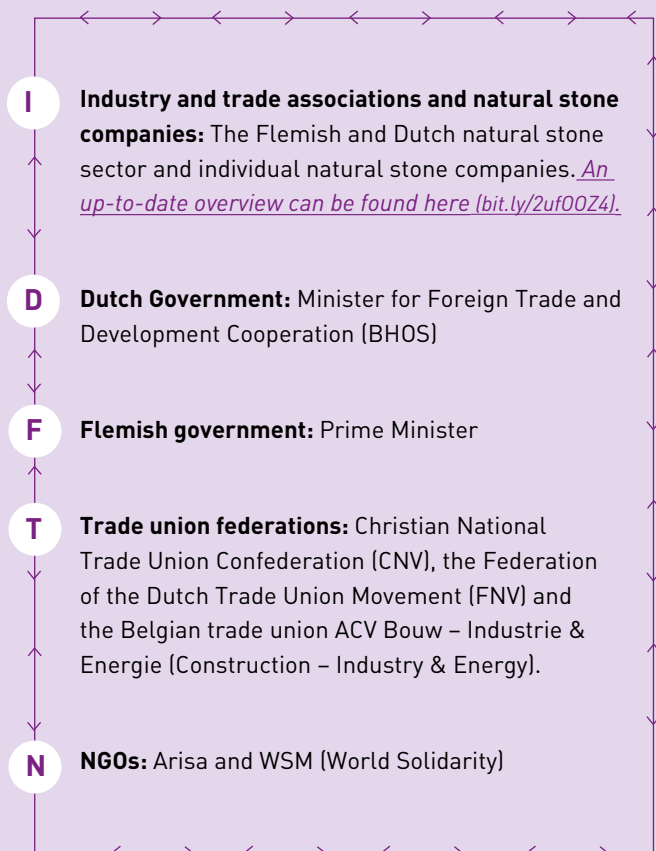 I
Industry and trade associations and natural stone
companies: The Flemish and Dutch natural stone
sector and individual natural stone companies. An
up-to-date overview can be found here (bit.ly/2ufOOZ4).
D
Dutch Government: Minister for Foreign Trade and
Development Cooperation (BHOS)
F
Flemish government: Prime Minister
T
Trade union federations: Christian National
Trade Union Confederation (CNV), the Federation
of the Dutch Trade Union Movement (FNV) and
the Belgian trade union ACV Bouw – Industrie &
Energie (Construction – Industry & Energy).
N
NGOs: Arisa and WSM (World Solidarity)